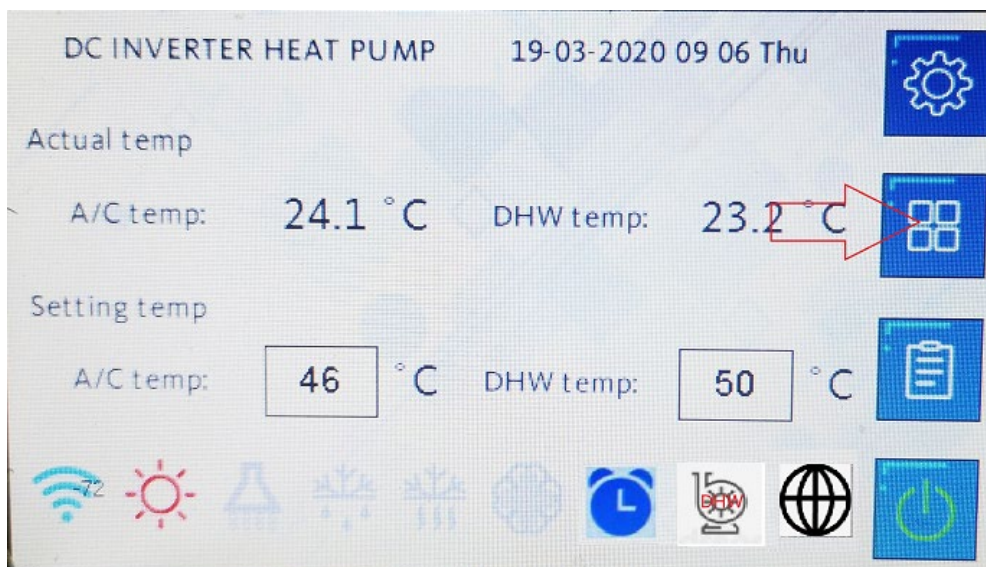 DC INVERTER HEAT PUMP 19-03-2020 09 06 Thu
Actual temp
A/C temp: 24.1 °C DHW temp: 23.2 °C
Setting temp
A/C temp: 46 °C DHW temp: 50 °C
-72 L DHW